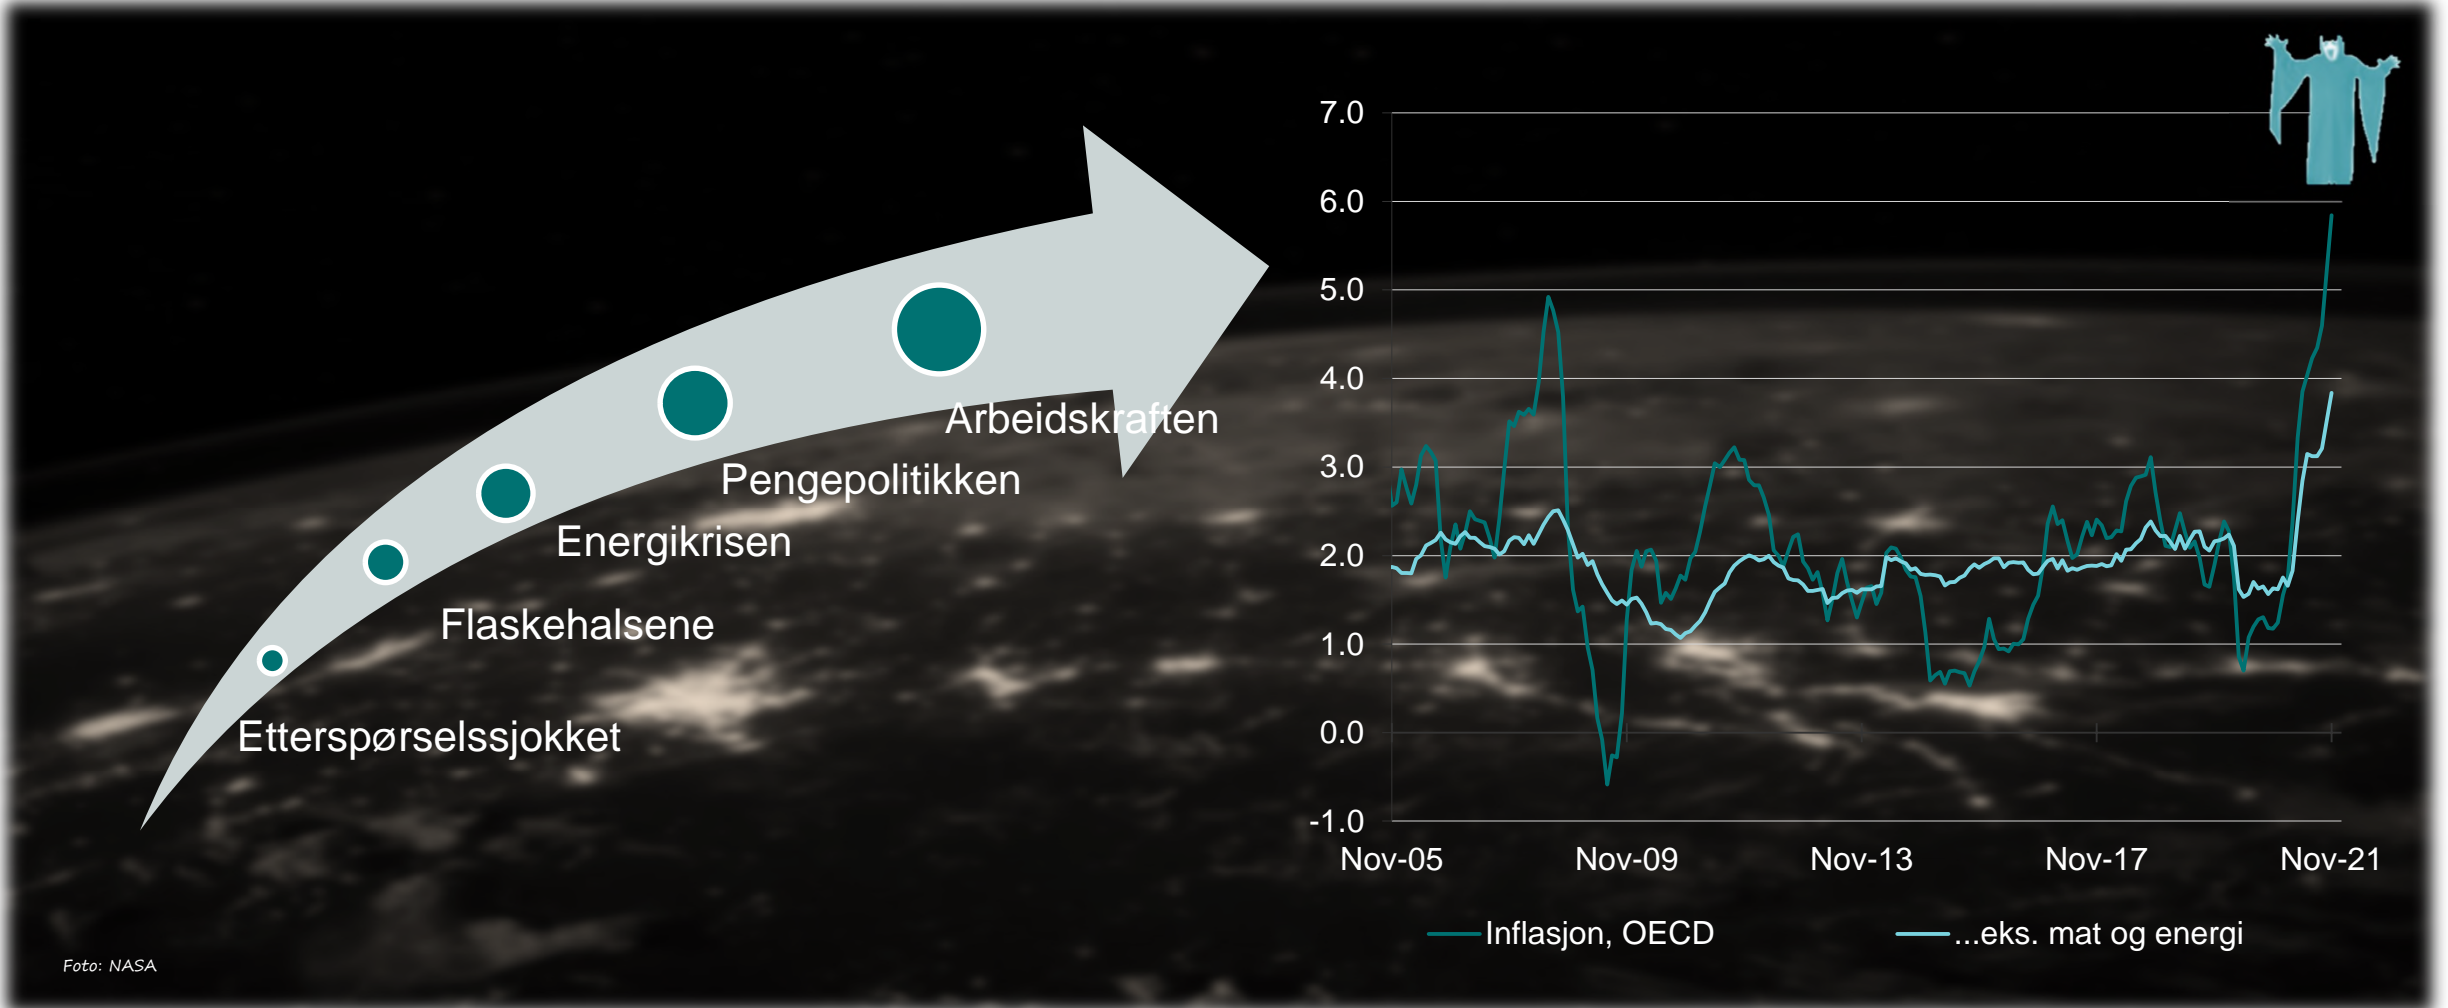 Arbeidskraften
Pengepolitikken
Energikrisen
Flaskehalsene
Etterspørselssjokket
Foto: NASA
7.0
6.0
5.0
4.0
3.0
2.0
1.0
0.0
-1.0
Nov-05 Nov-09 Nov-13 Nov-17 Nov-21
Inflasjon, OECD ...eks. mat og energi